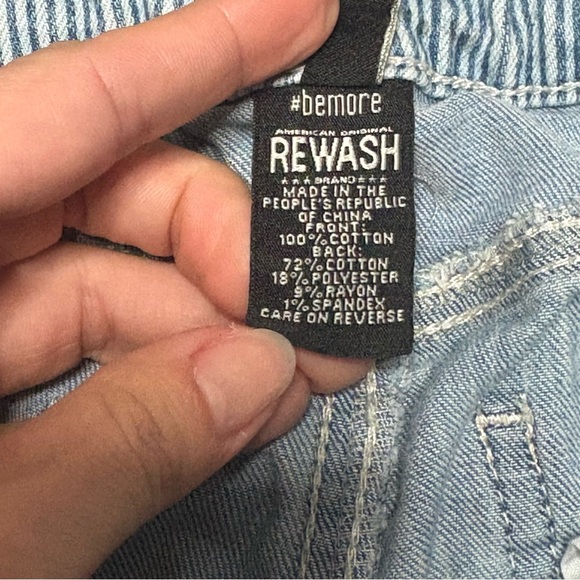 #bemore
AMERICAN ORIGINAL
REWASH
★★★BRAND★★★
MADE IN THE
PEOPLE'S REPUBLIC
OF CHINA
FRONT:
100%COTTON
BACK:
72%COTTON
18%POLYESTER
9%RAYON
1%SPANDEX
CARE ON REVERSE